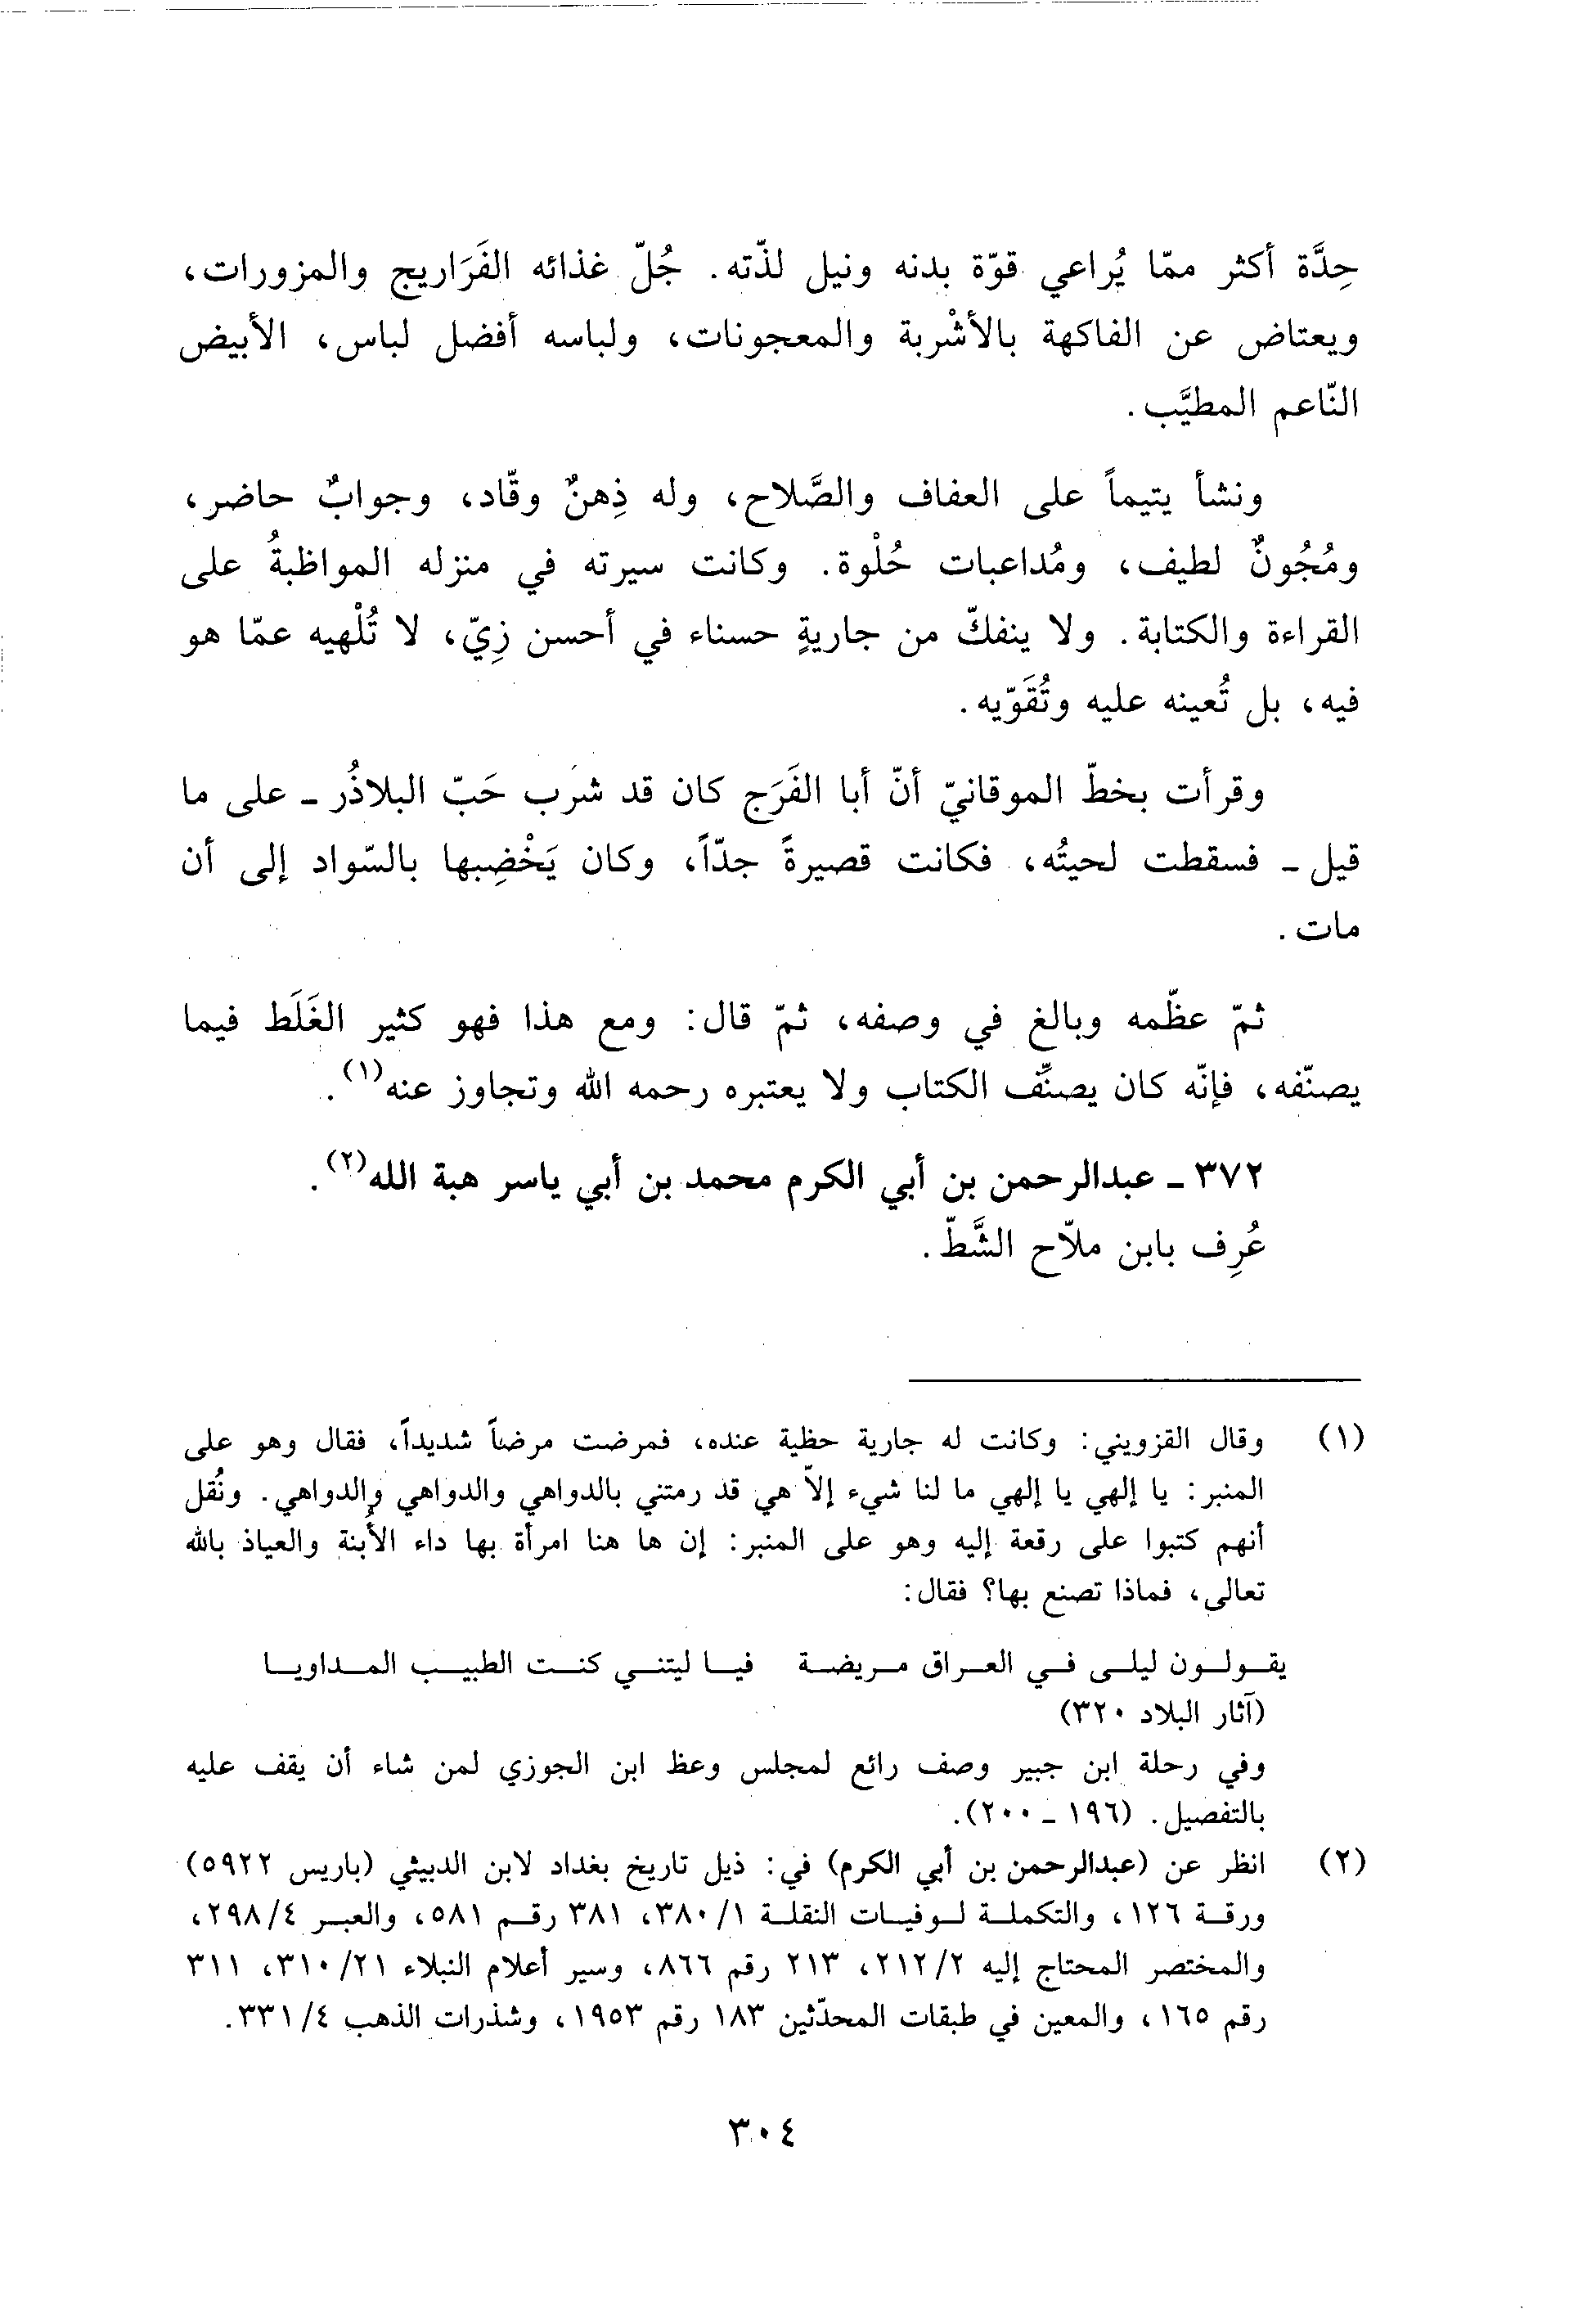 حِدَّة أكثر ممّا يُراعي قوّة بدنه ونيل لذّته. جُلّ غذائه الفَرَاريج والمزورات،
ويعتاض عن الفاكهة بالأشْربة والمعجونات، ولباسه أفضل لباس، الأبيض
النّاعم المطيَّب.
ونشأ يتيماً على العفاف والصَّلاح، وله ذِهنٌ وقّاد، وجوابٌ حاضر،
ومُجُونٌ لطيف، ومُداعبات حُلْوة. وكانت سيرته في منزله المواظبةُ على
القراءة والكتابة. ولا ينفكّ من جاريةٍ حسناء في أحسن زِيّ، لا تُلْهيه عمّا هو
فيه، بل تُعينه عليه وتُقَوّيه.
وقرأت بخطّ الموقانيّ أنّ أبا الفَرَج كان قد شرَب حَبّ البلاذُر ـ على ما
قيل ـ فسقطت لحيتُه، فكانت قصيرةً جدّاً، وكان يَخْضِبها بالسّواد إلى أن
مات.
ثمّ عظّمه وبالغ في وصفه، ثمّ قال: ومع هذا فهو كثير الغَلَط فيما
يصنّفه، فإنّه كان يصنِّف الكتاب ولا يعتبره رحمه الله وتجاوز عنه(١).
٣٧٢ ـ عبدالرحمن بن أبي الكرم محمد بن أبي ياسر هبة الله(٢).
عُرِف بابن ملاّح الشَّطّ.
(١) وقال القزويني: وكانت له جارية حظية عنده، فمرضت مرضاً شديداً، فقال وهو على
المنبر: يا إلهي يا إلهي ما لنا شيء إلاّ هي قد رمتني بالدواهي والدواهي والدواهي. ونُقل
أنهم كتبوا على رقعة إليه وهو على المنبر: إن ها هنا امرأة بها داء الأُبنة والعياذ بالله
تعالى، فماذا تصنع بها؟ فقال:
يقـولـون ليلـى فـي العـراق مـريضـة فيـا ليتنـي كنـت الطبيـب المـداويـا
(آثار البلاد ٣٢٠)
وفي رحلة ابن جبير وصف رائع لمجلس وعظ ابن الجوزي لمن شاء أن يقف عليه
بالتفصيل. (١٩٦ ـ ٢٠٠).
(٢) انظر عن (عبدالرحمن بن أبي الكرم) في: ذيل تاريخ بغداد لابن الدبيثي (باريس ٥٩٢٢)
ورقـة ١٢٦، والتكملـة لـوفيـات النقلـة ١/ ٣٨٠، ٣٨١ رقـم ٥٨١، والعبـر ٤/ ٢٩٨،
والمختصر المحتاج إليه ٢/ ٢١٢، ٢١٣ رقم ٨٦٦، وسير أعلام النبلاء ٢١/ ٣١٠، ٣١١
رقم ١٦٥، والمعين في طبقات المحدّثين ١٨٣ رقم ١٩٥٣، وشذرات الذهب ٤/ ٣٣١.
٣٠٤